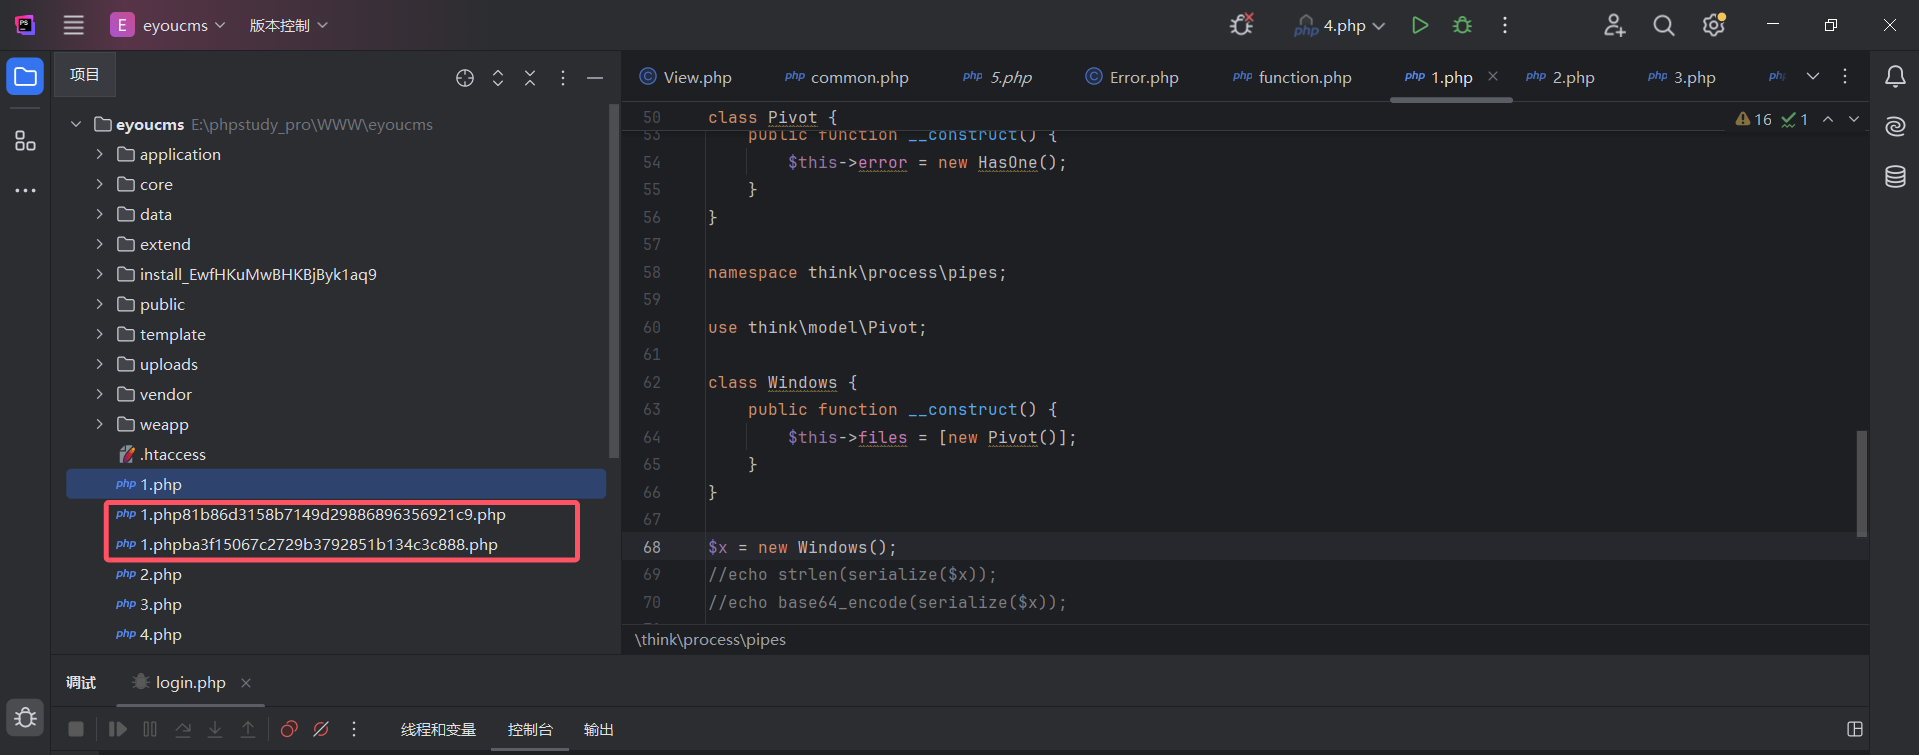 PS
E eyoucms 版本控制 php 4.php
项目
C View.php php common.php php 5.php C Error.php php function.php php 1.php php 2.php php 3.php
eyoucms E:\phpstudy_pro\WWW\eyoucms
application
core
data
extend
install_EwfHKuMwBHKBjByk1aq9
public
template
uploads
vendor
weapp
.htaccess
php 1.php
php 1.php81b86d3158b7149d29886896356921c9.php
php 1.phpba3f15067c2729b3792851b134c3c888.php
php 2.php
php 3.php
php 4.php
50 class Pivot {
16 1
53 public function __construct() {
54 $this->error = new HasOne();
55 }
56 }
57
58 namespace think\process\pipes;
59
60 use think\model\Pivot;
61
62 class Windows {
63 public function __construct() {
64 $this->files = [new Pivot()];
65 }
66 }
67
68 $x = new Windows();
69 //echo strlen(serialize($x));
70 //echo base64_encode(serialize($x));
\think\process\pipes
调试 login.php
线程和变量 控制台 输出